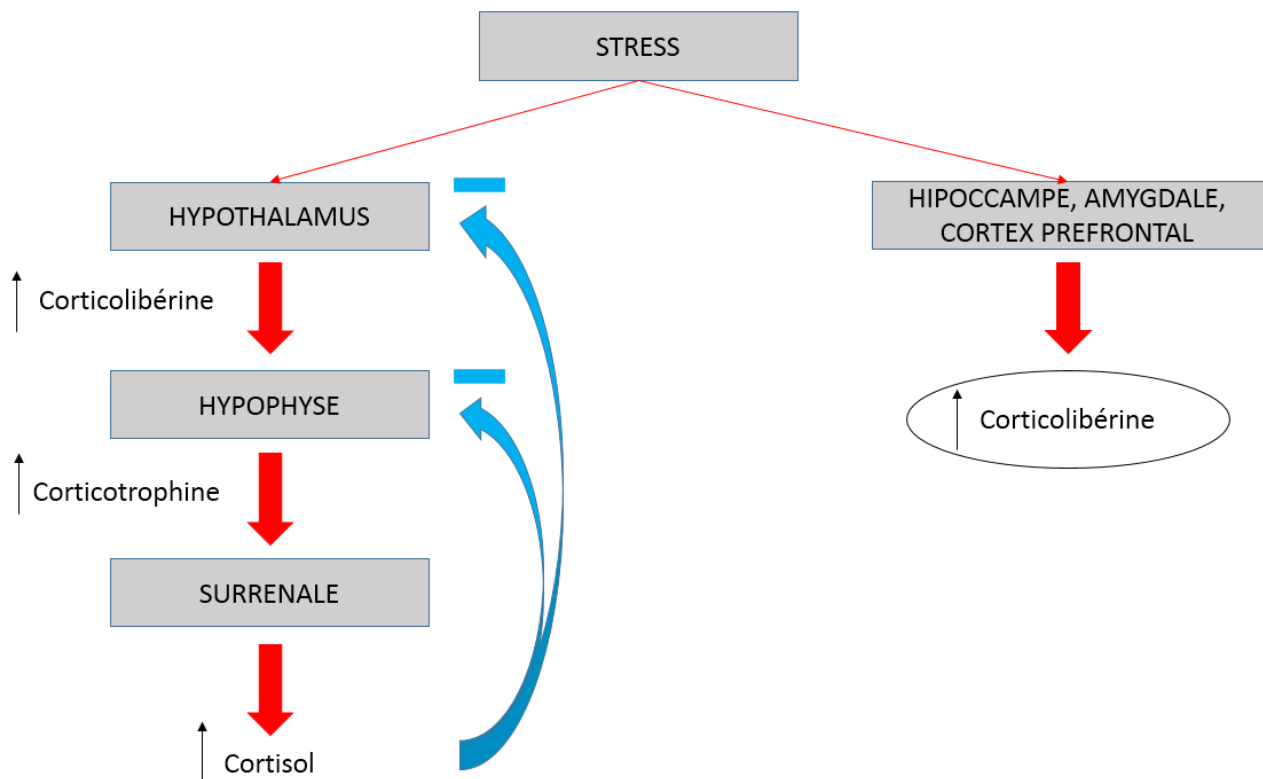 STRESS
HYPOTHALAMUS
HIPOCCAMPE, AMYGDALE,
CORTEX PREFRONTAL
Corticolibérine
HYPOPHYSE
Corticolibérine
Corticotrophine
SURRENALE
Cortisol